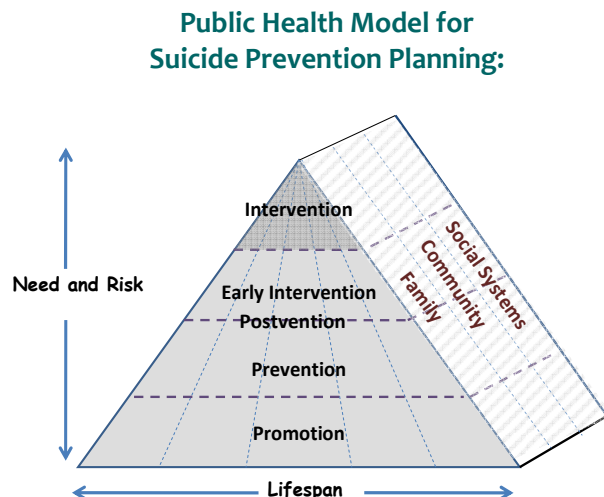 Public Health Model for
Suicide Prevention Planning:
Intervention
Need and Risk
Early Intervention
Postvention
Prevention
Promotion
Social Systems
Community
Family
Lifespan